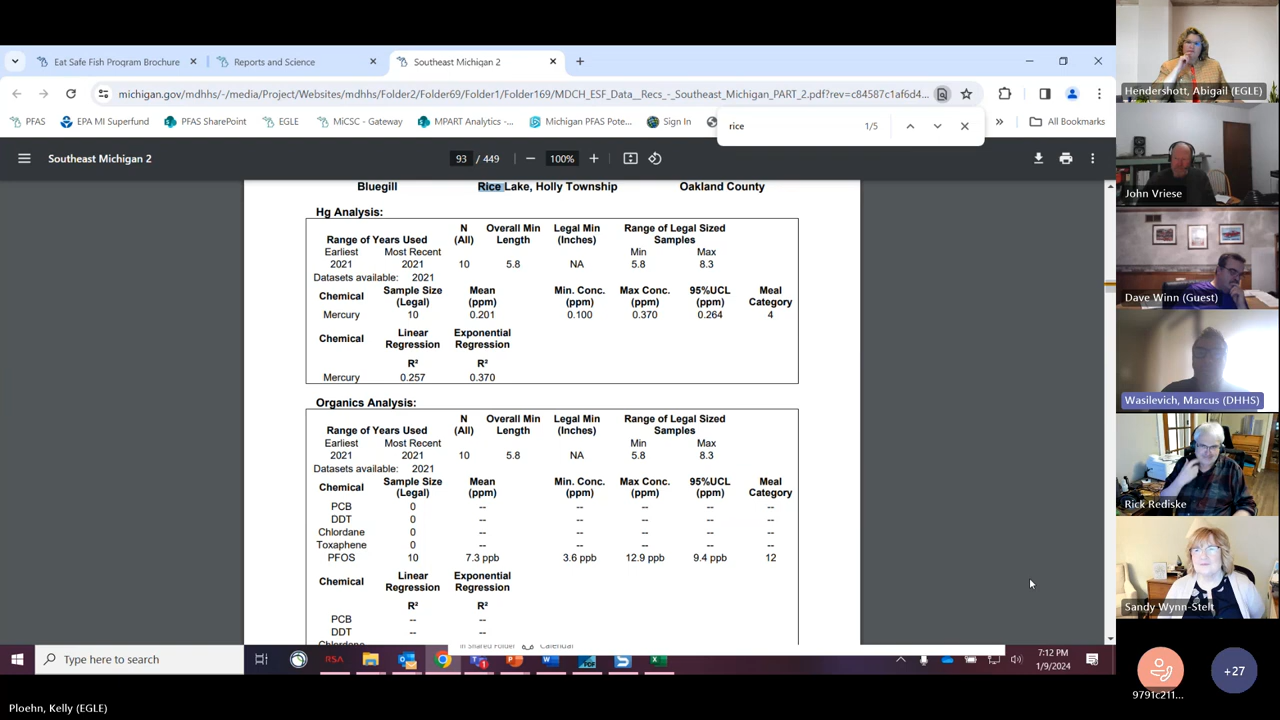 Eat Safe Fish Program Brochure
Reports and Science
Southeast Michigan 2
michigan.gov/mdhhs/-/media/Project/Websites/mdhhs/Folder2/Folder69/Folder1/Folder169/MDCH_ESF_Data__Recs_-_Southeast_Michigan_PART_2.pdf?rev=c84587c1af6d4...
PFAS
EPA MI Superfund
PFAS SharePoint
EGLE
MiCSC - Gateway
MPART Analytics -...
Michigan PFAS Pote...
Sign In
All Bookmarks
rice 1/5
Southeast Michigan 2
93 / 449
100%
Bluegill Rice Lake, Holly Township Oakland County
Hg Analysis:
Range of Years Used N (All) Overall Min Length Legal Min (Inches) Range of Legal Sized Samples
Earliest Most Recent Min Max
2021 2021 10 5.8 NA 5.8 8.3
Datasets available: 2021
Chemical Sample Size (Legal) Mean (ppm) Min. Conc. (ppm) Max Conc. (ppm) 95%UCL (ppm) Meal Category
Mercury 10 0.201 0.100 0.370 0.264 4
Chemical Linear Regression Exponential Regression
R² R²
Mercury 0.257 0.370
Organics Analysis:
Range of Years Used N (All) Overall Min Length Legal Min (Inches) Range of Legal Sized Samples
Earliest Most Recent Min Max
2021 2021 10 5.8 NA 5.8 8.3
Datasets available: 2021
Chemical Sample Size (Legal) Mean (ppm) Min. Conc. (ppm) Max Conc. (ppm) 95%UCL (ppm) Meal Category
PCB 0 -- -- -- -- --
DDT 0 -- -- -- -- --
Chlordane 0 -- -- -- -- --
Toxaphene 0 -- -- -- -- --
PFOS 10 7.3 ppb 3.6 ppb 12.9 ppb 9.4 ppb 12
Chemical Linear Regression Exponential Regression
R² R²
PCB -- --
DDT -- --
In Shared Folder Calendar
Type here to search
RSA
7:12 PM
1/9/2024
Ploehn, Kelly (EGLE)
Hendershott, Abigail (EGLE)
John Vriese
Dave Winn (Guest)
Wasilevich, Marcus (DHHS)
Rick Rediske
Sandy Wynn-Stelt
9791c211...
+27